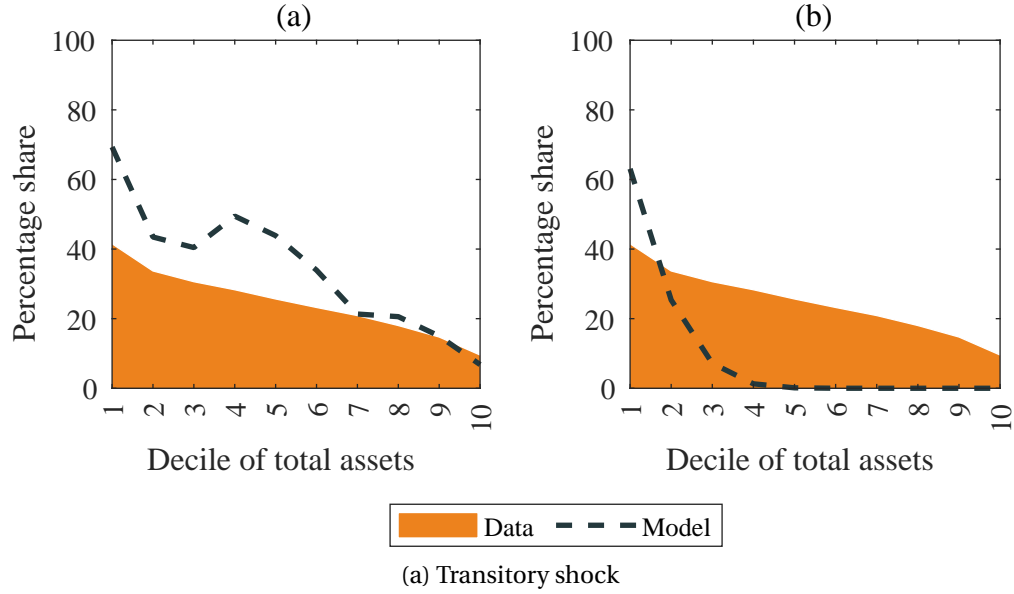 (a)
100
80
60
40
20
0
Percentage share
1 2 3 4 5 6 7 8 9 10
Decile of total assets
(b)
100
80
60
40
20
0
Percentage share
1 2 3 4 5 6 7 8 9 10
Decile of total assets
Data Model
(a) Transitory shock